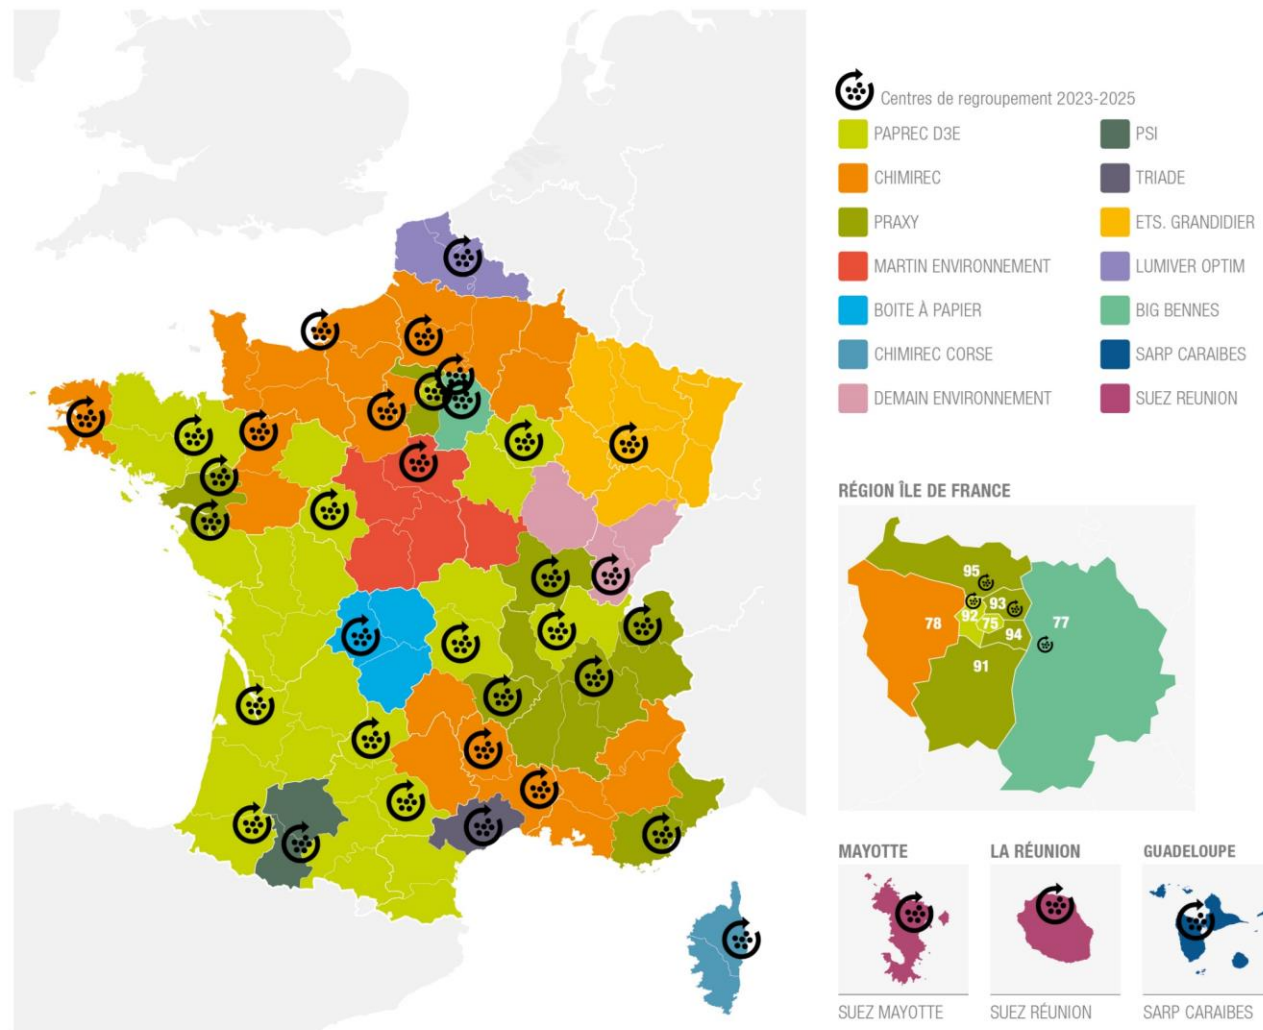 Centres de regroupement 2023-2025
PAPREC D3E
PSI
CHIMIREC
TRIADE
PRAXY
ETS. GRANDIDIER
MARTIN ENVIRONNEMENT
LUMIVER OPTIM
BOITE À PAPIER
BIG BENNES
CHIMIREC CORSE
SARP CARAIBES
DEMAIN ENVIRONNEMENT
SUEZ REUNION
RÉGION ÎLE DE FRANCE
95
93
92
75
78
77
94
91
MAYOTTE
LA RÉUNION
GUADELOUPE
SUEZ MAYOTTE
SUEZ RÉUNION
SARP CARAIBES